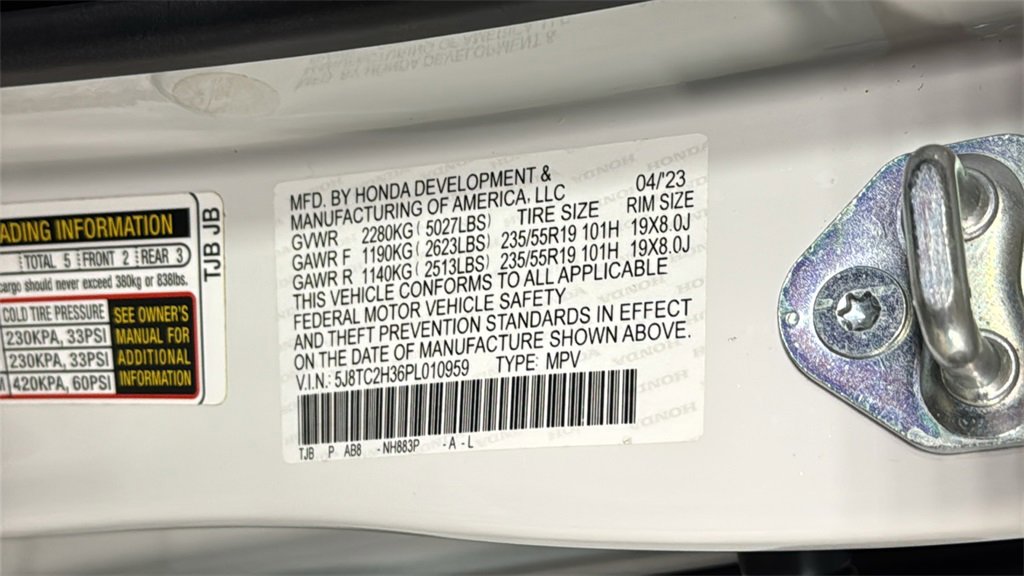 ADING INFORMATION
TOTAL 5 FRONT 2 REAR 3
cargo should never exceed 380kg or 838lbs.
COLD TIRE PRESSURE
230KPA, 33PSI
230KPA, 33PSI
420KPA, 60PSI
SEE OWNER'S
MANUAL FOR
ADDITIONAL
INFORMATION
TJB JB
MFD. BY HONDA DEVELOPMENT &
MANUFACTURING OF AMERICA, LLC 04/'23
GVWR 2280KG (5027LBS) TIRE SIZE RIM SIZE
GAWR F 1190KG (2623LBS) 235/55R19 101H 19X8.0J
GAWR R 1140KG (2513LBS) 235/55R19 101H 19X8.0J
THIS VEHICLE CONFORMS TO ALL APPLICABLE
FEDERAL MOTOR VEHICLE SAFETY
AND THEFT PREVENTION STANDARDS IN EFFECT
ON THE DATE OF MANUFACTURE SHOWN ABOVE.
V.I.N.: 5J8TC2H36PL010959 TYPE: MPV
TJB P AB8 -NH883P -A-L